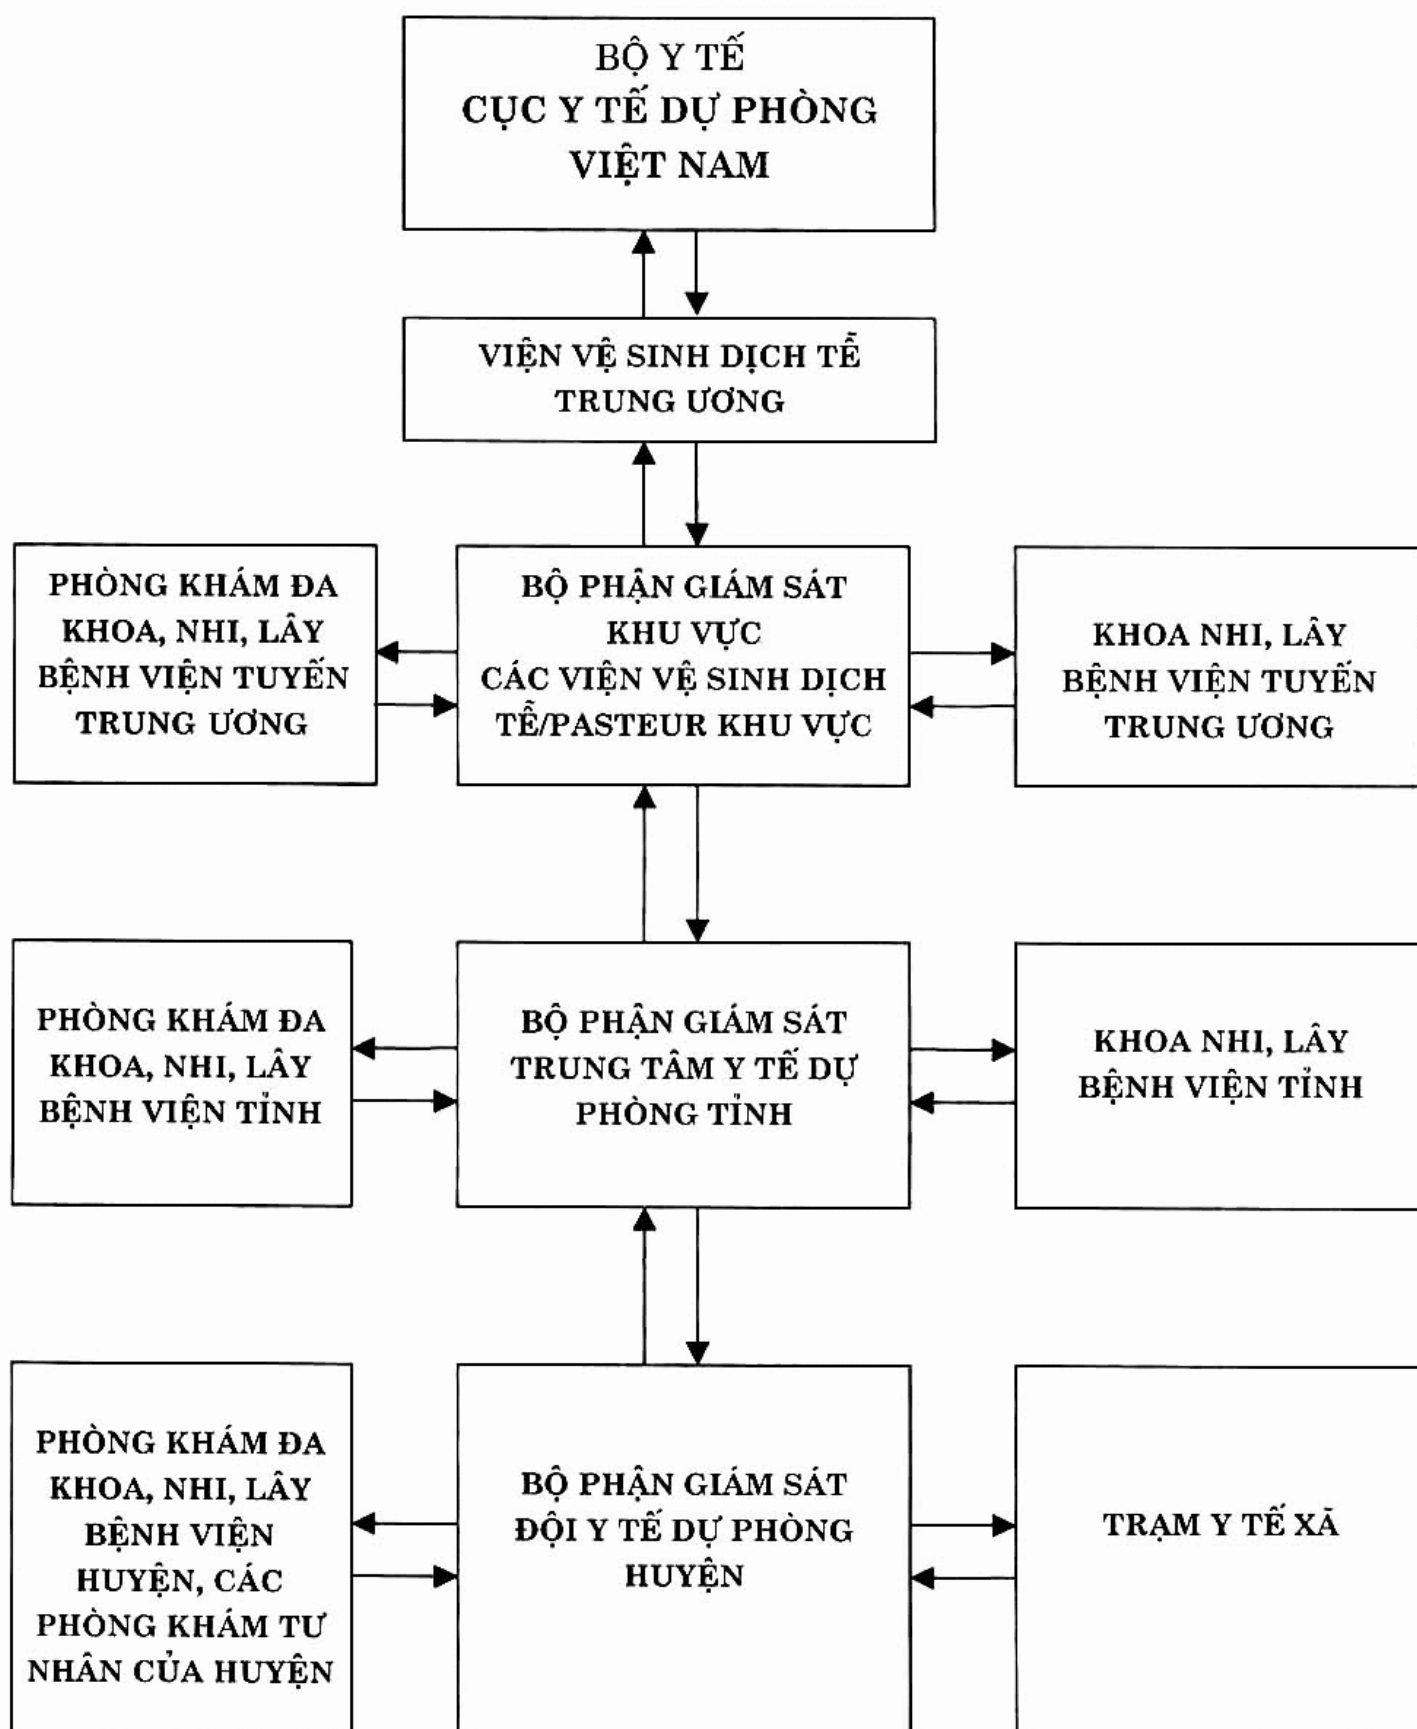 BỘ Y TẾ
CỤC Y TẾ DỰ PHÒNG
VIỆT NAM
VIỆN VỆ SINH DỊCH TỄ
TRUNG ƯƠNG
PHÒNG KHÁM ĐA
KHOA, NHI, LÂY
BỆNH VIỆN TUYẾN
TRUNG ƯƠNG
BỘ PHẬN GIÁM SÁT
KHU VỰC
CÁC VIỆN VỆ SINH DỊCH
TỄ/PASTEUR KHU VỰC
KHOA NHI, LÂY
BỆNH VIỆN TUYẾN
TRUNG ƯƠNG
PHÒNG KHÁM ĐA
KHOA, NHI, LÂY
BỆNH VIỆN TỈNH
BỘ PHẬN GIÁM SÁT
TRUNG TÂM Y TẾ DỰ
PHÒNG TỈNH
KHOA NHI, LÂY
BỆNH VIỆN TỈNH
PHÒNG KHÁM ĐA
KHOA, NHI, LÂY
BỆNH VIỆN
HUYỆN, CÁC
PHÒNG KHÁM TƯ
NHÂN CỦA HUYỆN
BỘ PHẬN GIÁM SÁT
ĐỘI Y TẾ DỰ PHÒNG
HUYỆN
TRẠM Y TẾ XÃ